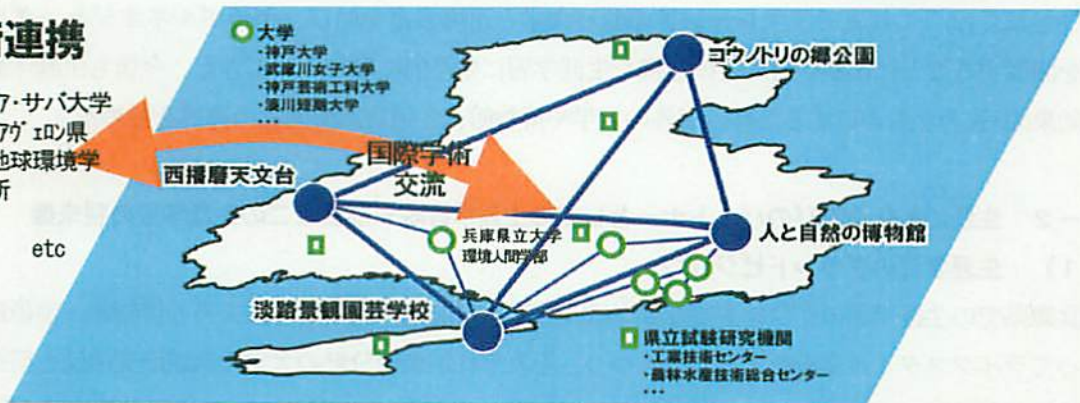 連携
大学
・神戸大学
・武庫川女子大学
・神戸芸術工科大学
・湊川短期大学
・・・
ア・サバ大学
アヴェロン県
地球環境学
所
etc
コウノトリの郷公園
国際学術
交流
西播磨天文台
兵庫県立大学
環境人間学部
人と自然の博物館
淡路景観園芸学校
県立試験研究機関
・工業技術センター
・農林水産技術総合センター
・・・